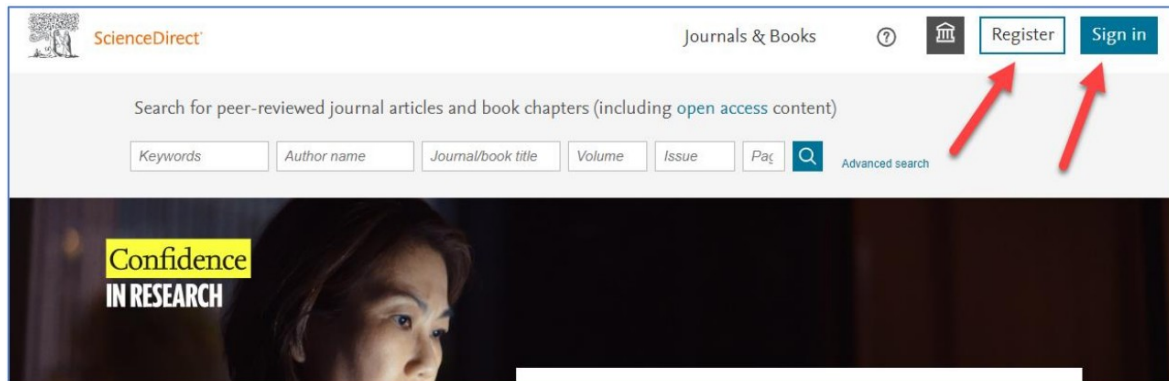 ScienceDirect
Journals & Books
?
Register
Sign in
Search for peer-reviewed journal articles and book chapters (including open access content)
Keywords
Author name
Journal/book title
Volume
Issue
Advanced search
Confidence
IN RESEARCH